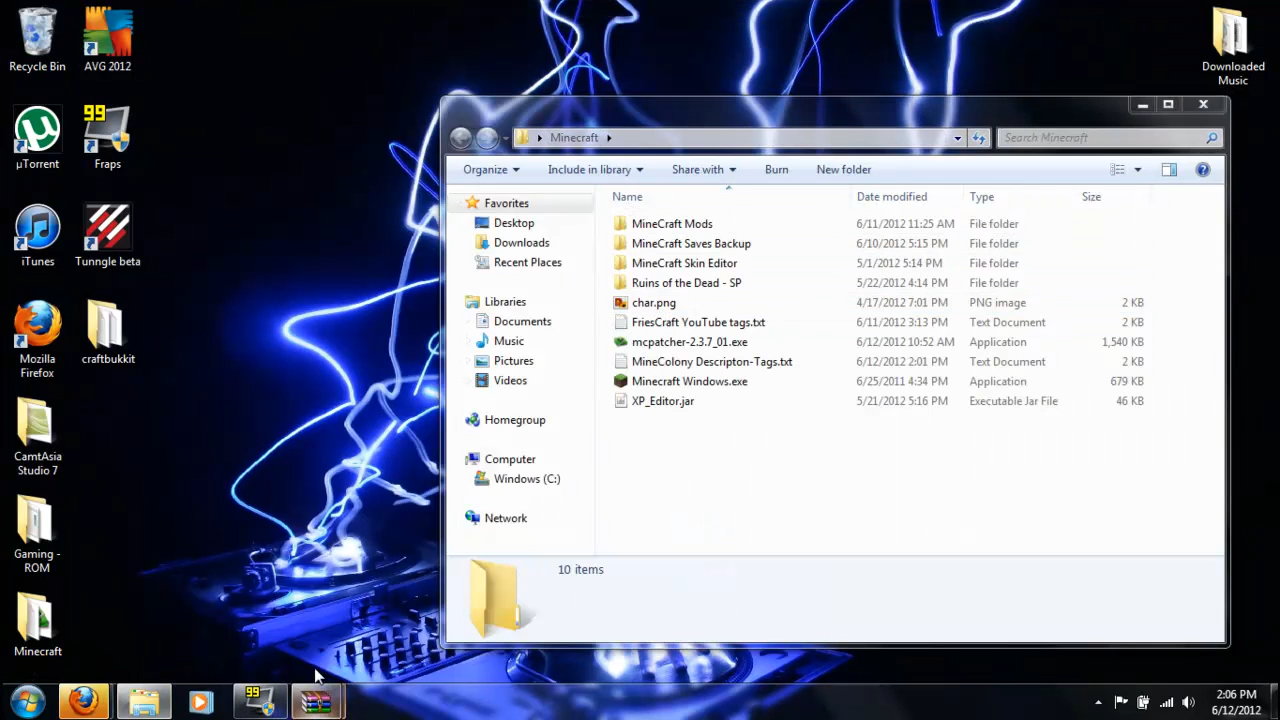 Recycle Bin
AVG 2012
µTorrent
99
Fraps
iTunes
Tunngle beta
Mozilla
Firefox
craftbukkit
CamtAsia
Studio 7
Gaming -
ROM
Minecraft
Downloaded
Music
Minecraft
Search Minecraft
Organize
Include in library
Share with
Burn
New folder
Favorites
Desktop
Downloads
Recent Places
Libraries
Documents
Music
Pictures
Videos
Homegroup
Computer
Windows (C:)
Network
Name Date modified Type Size
MineCraft Mods 6/11/2012 11:25 AM File folder
MineCraft Saves Backup 6/10/2012 5:15 PM File folder
MineCraft Skin Editor 5/1/2012 5:14 PM File folder
Ruins of the Dead - SP 5/22/2012 4:14 PM File folder
char.png 4/17/2012 7:01 PM PNG image 2 KB
FriesCraft YouTube tags.txt 6/11/2012 3:13 PM Text Document 2 KB
mcpatcher-2.3.7_01.exe 6/12/2012 10:52 AM Application 1,540 KB
MineColony Descripton-Tags.txt 6/12/2012 2:01 PM Text Document 2 KB
Minecraft Windows.exe 6/25/2011 4:34 PM Application 679 KB
XP_Editor.jar 5/21/2012 5:16 PM Executable Jar File 46 KB
10 items
99
2:06 PM
6/12/2012